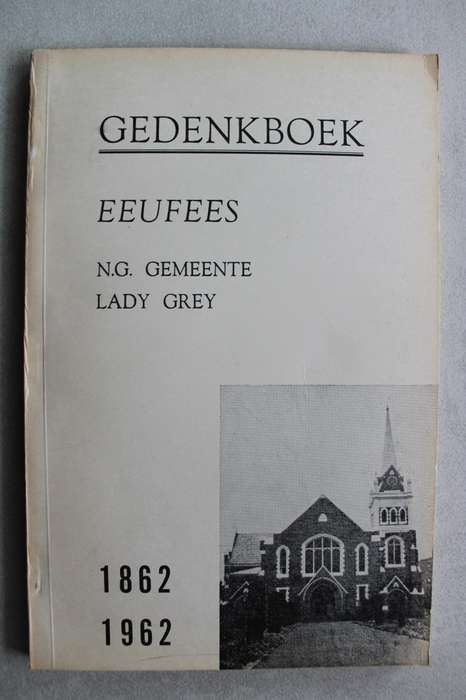 GEDENKBOEK
EEUFEES
N.G. GEMEENTE
LADY GREY
1862
1962